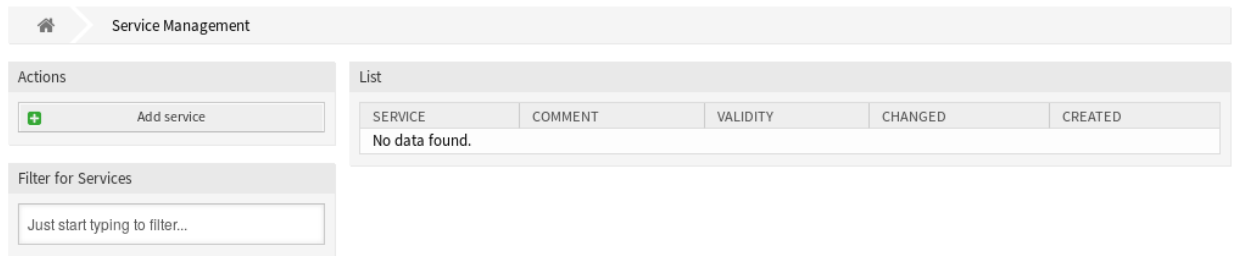 Service Management
Actions
Add service
Filter for Services
Just start typing to filter...
List
SERVICE COMMENT VALIDITY CHANGED CREATED
No data found.